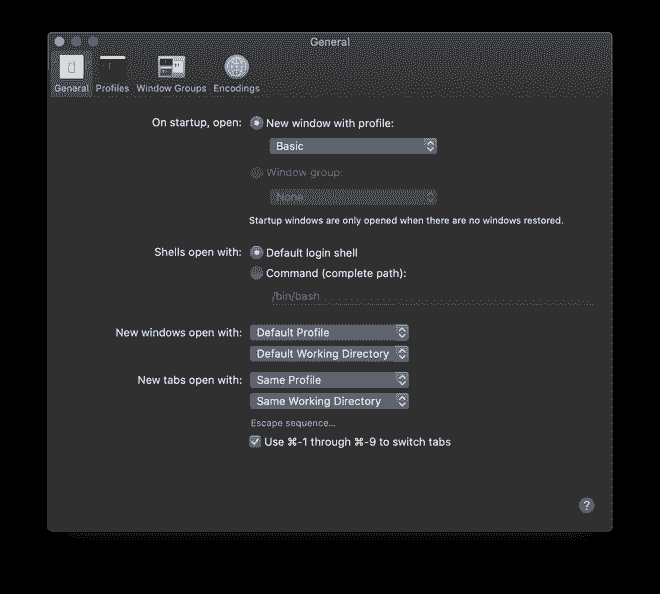 General
General Profiles Window Groups Encodings
On startup, open: New window with profile:
Basic
Window group:
None
Startup windows are only opened when there are no windows restored.
Shells open with: Default login shell
Command (complete path):
/bin/bash
New windows open with: Default Profile
Default Working Directory
New tabs open with: Same Profile
Same Working Directory
Escape sequence...
Use ⌘-1 through ⌘-9 to switch tabs
?